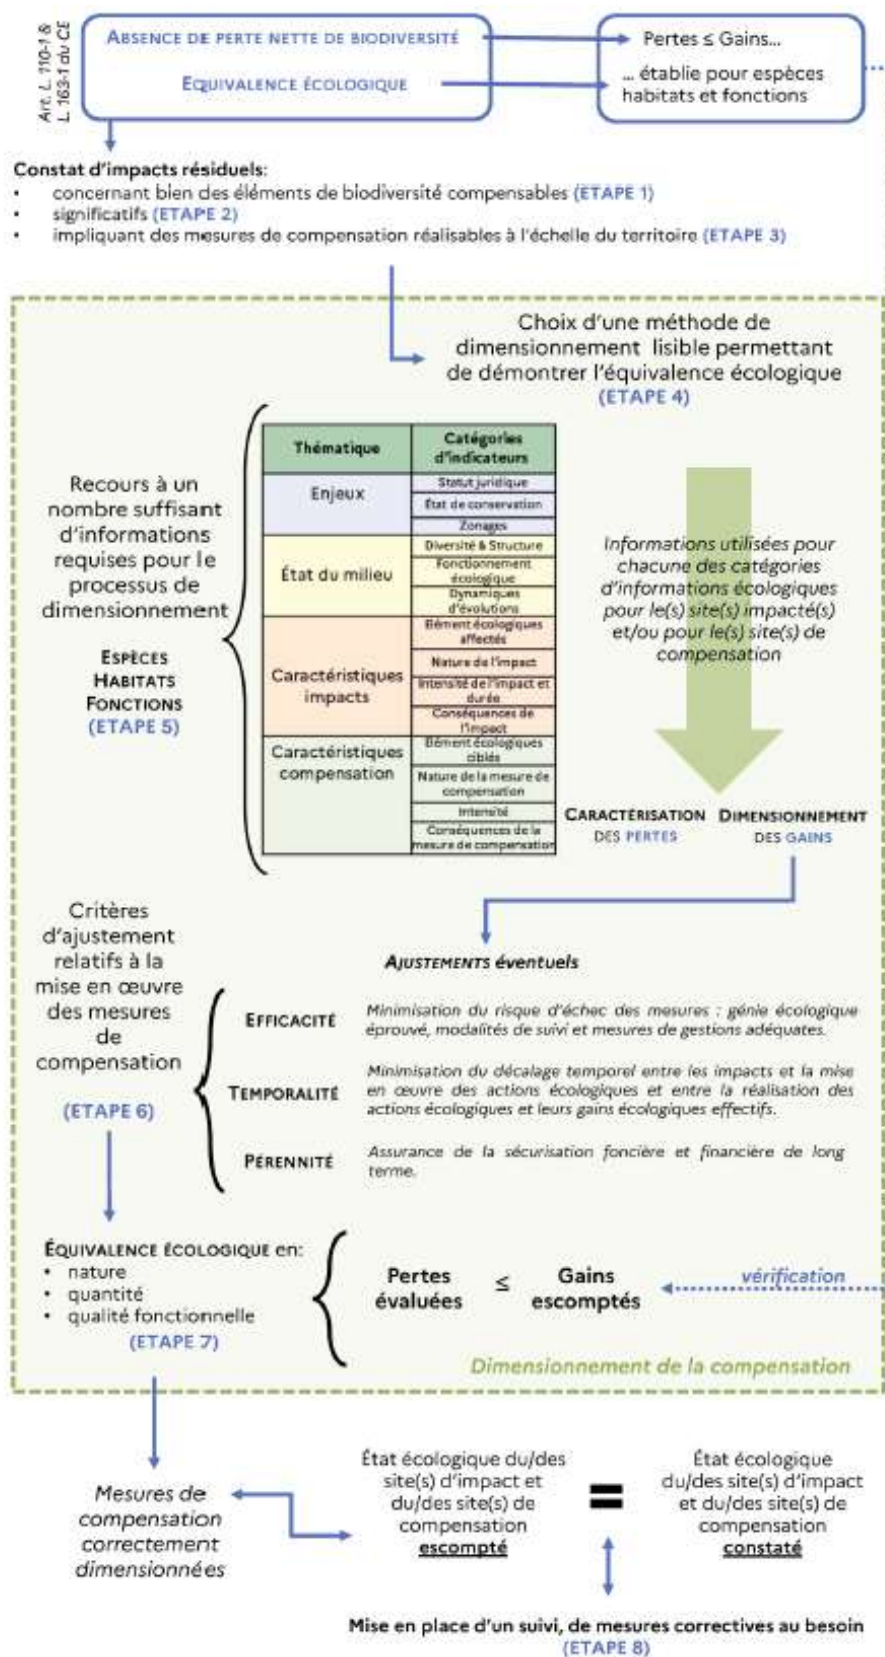 Art. L. 110-1 &
L. 163-1 du CE
ABSENCE DE PERTE NETTE DE BIODIVERSITÉ
EQUIVALENCE ÉCOLOGIQUE
Pertes ≤ Gains...
... établie pour espèces
habitats et fonctions
Constat d'impacts résiduels:
• concernant bien des éléments de biodiversité compensables (ETAPE 1)
• significatifs (ETAPE 2)
• impliquant des mesures de compensation réalisables à l'échelle du territoire (ETAPE 3)
Choix d'une méthode de
dimensionnement lisible permettant
de démontrer l'équivalence écologique
(ETAPE 4)
Recours à un
nombre suffisant
d'informations
requises pour le
processus de
dimensionnement
ESPÈCES
HABITATS
FONCTIONS
(ETAPE 5)
Thématique
Catégories
d'indicateurs
Enjeux
Statut juridique
État de conservation
Zonages
État du milieu
Diversité & Structure
Fonctionnement
écologique
Dynamiques
d'évolutions
Caractéristiques
impacts
Élément écologiques
affectés
Nature de l'impact
Intensité de l'impact et
durée
Conséquences de
l'impact
Caractéristiques
compensation
Élément écologiques
ciblés
Nature de la mesure de
compensation
Intensité
Conséquences de la
mesure de compensation
Informations utilisées pour
chacune des catégories
d'informations écologiques
pour le(s) site(s) impacté(s)
et/ou pour le(s) site(s) de
compensation
CARACTÉRISATION
DES PERTES
DIMENSIONNEMENT
DES GAINS
Critères
d'ajustement
relatifs à la
mise en œuvre
des mesures
de
compensation
(ETAPE 6)
AJUSTEMENTS éventuels
EFFICACITÉ
Minimisation du risque d'échec des mesures : génie écologique
éprouvé, modalités de suivi et mesures de gestions adéquates.
TEMPORALITÉ
Minimisation du décalage temporel entre les impacts et la mise
en œuvre des actions écologiques et entre la réalisation des
actions écologiques et leurs gains écologiques effectifs.
PÉRENNITÉ
Assurance de la sécurisation foncière et financière de long
terme.
ÉQUIVALENCE ÉCOLOGIQUE en:
• nature
• quantité
• qualité fonctionnelle
(ETAPE 7)
Pertes
évaluées
≤
Gains
escomptés
vérification
Dimensionnement de la compensation
Mesures de
compensation
correctement
dimensionnées
État écologique du/des
site(s) d'impact et
du/des site(s) de
compensation
escompté
=
État écologique
du/des site(s) d'impact
et du/des site(s) de
compensation
constaté
Mise en place d'un suivi, de mesures correctives au besoin
(ETAPE 8)